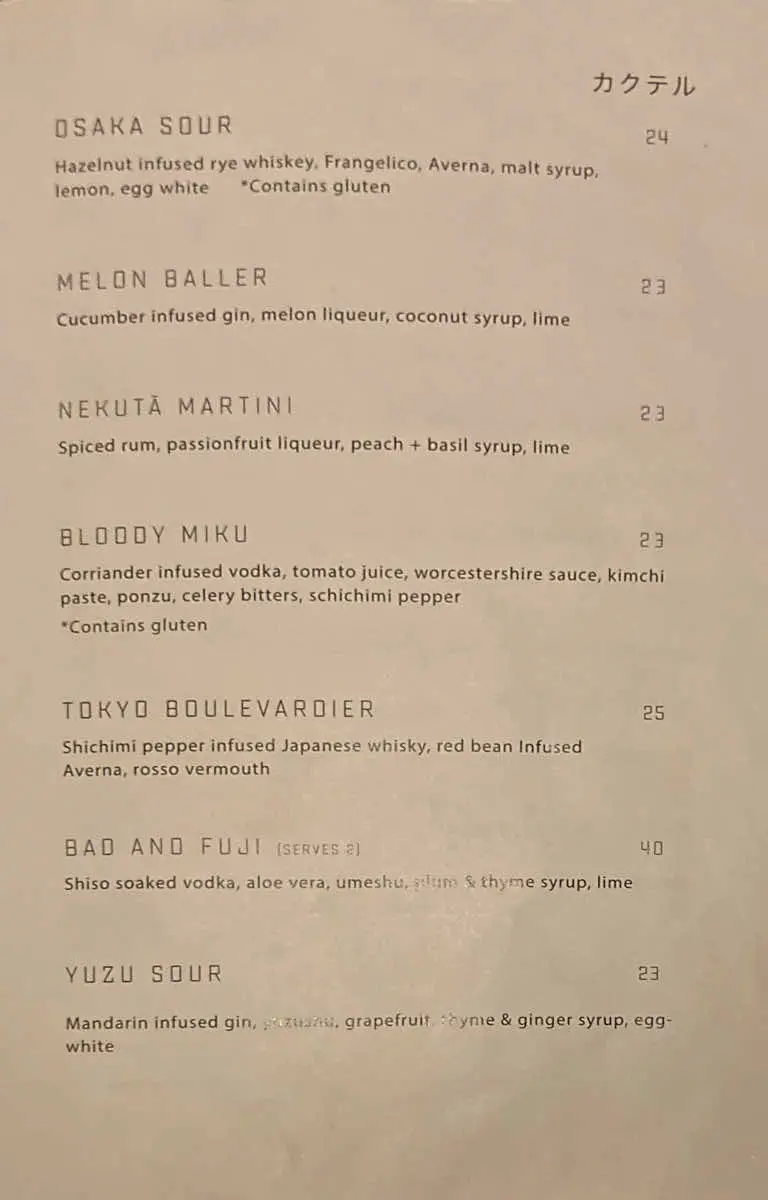 カクテル
OSAKA SOUR 24
Hazelnut infused rye whiskey, Frangelico, Averna, malt syrup,
lemon, egg white *Contains gluten
MELON BALLER 23
Cucumber infused gin, melon liqueur, coconut syrup, lime
NEKUTĀ MARTINI 23
Spiced rum, passionfruit liqueur, peach + basil syrup, lime
BLOODY MIKU 23
Corriander infused vodka, tomato juice, worcestershire sauce, kimchi
paste, ponzu, celery bitters, schichimi pepper
*Contains gluten
TOKYO BOULEVARDIER 25
Shichimi pepper infused Japanese whisky, red bean Infused
Averna, rosso vermouth
BAD AND FUJI (SERVES 2) 40
Shiso soaked vodka, aloe vera, umeshu, plum & thyme syrup, lime
YUZU SOUR 23
Mandarin infused gin, yuzushu, grapefruit, thyme & ginger syrup, egg-
white